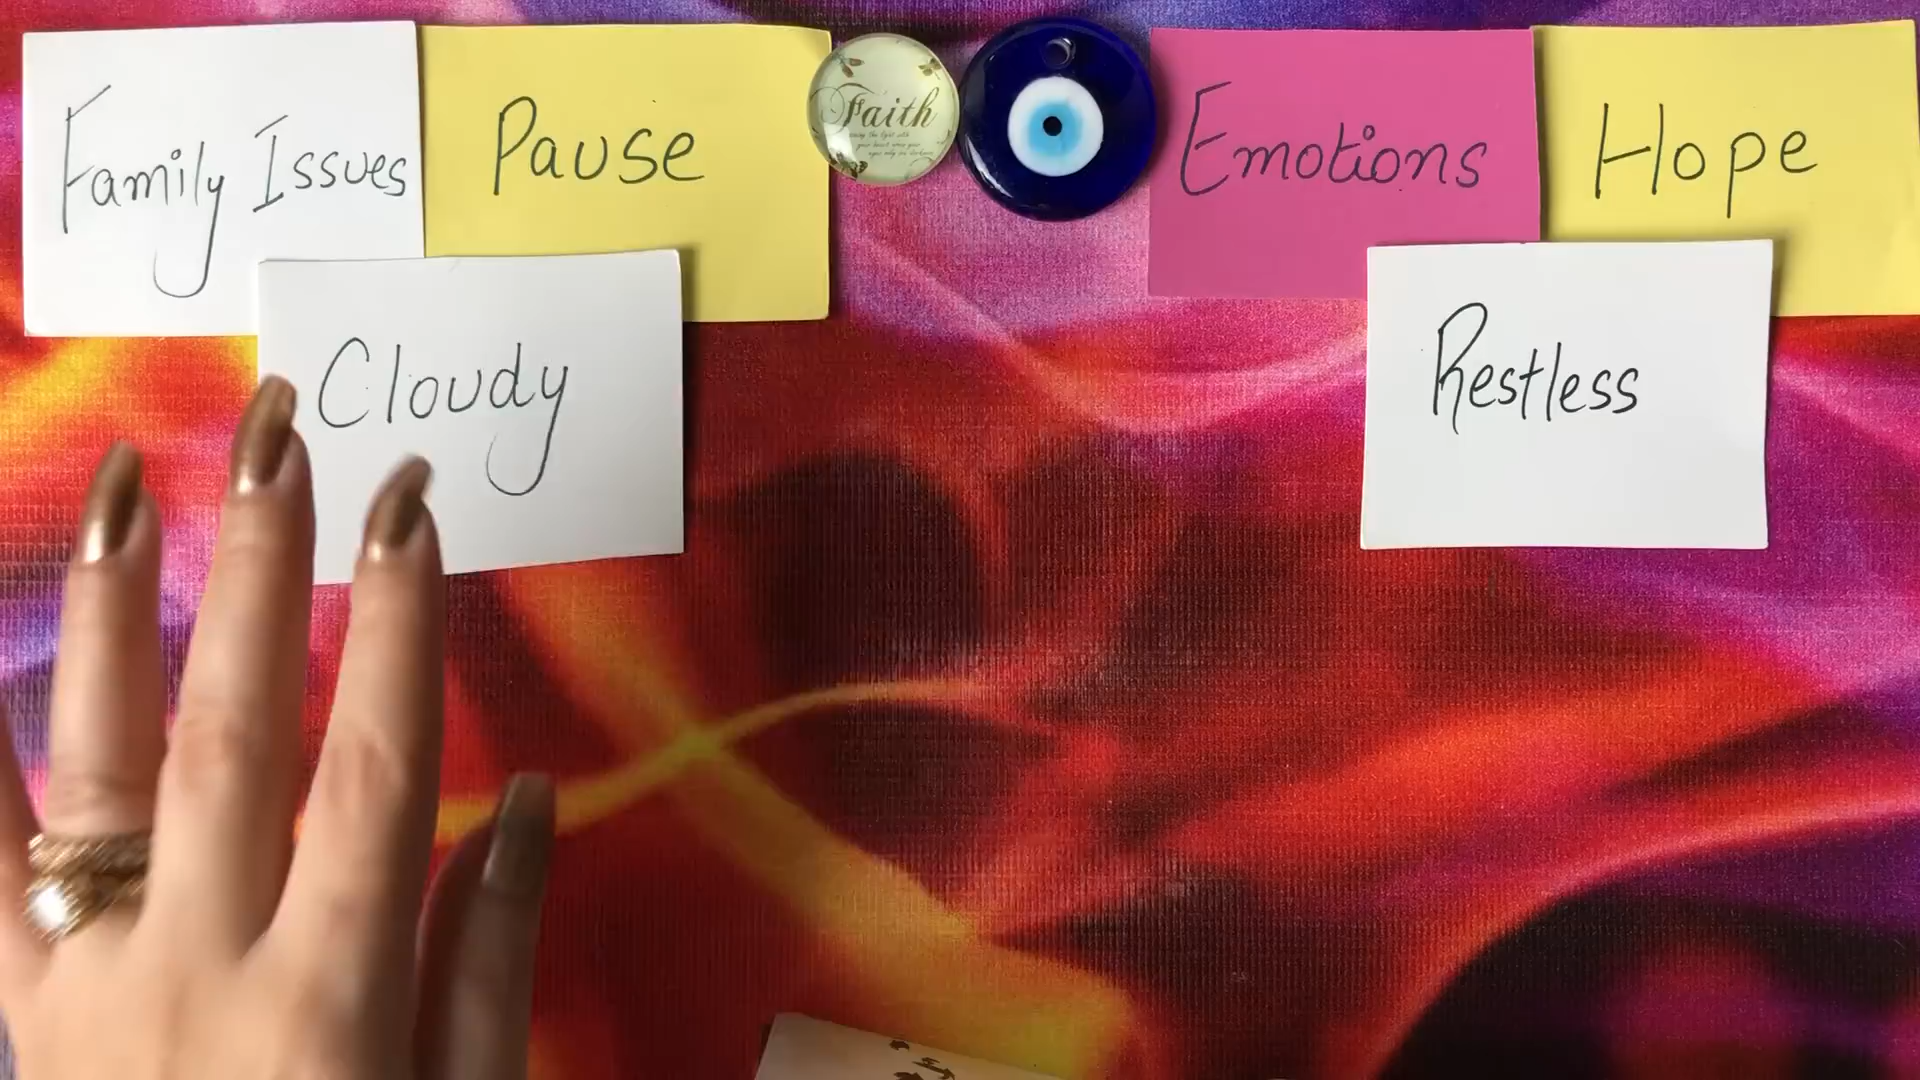 Family Issues
Pause
Faith
Emotions
Hope
Cloudy
Restless